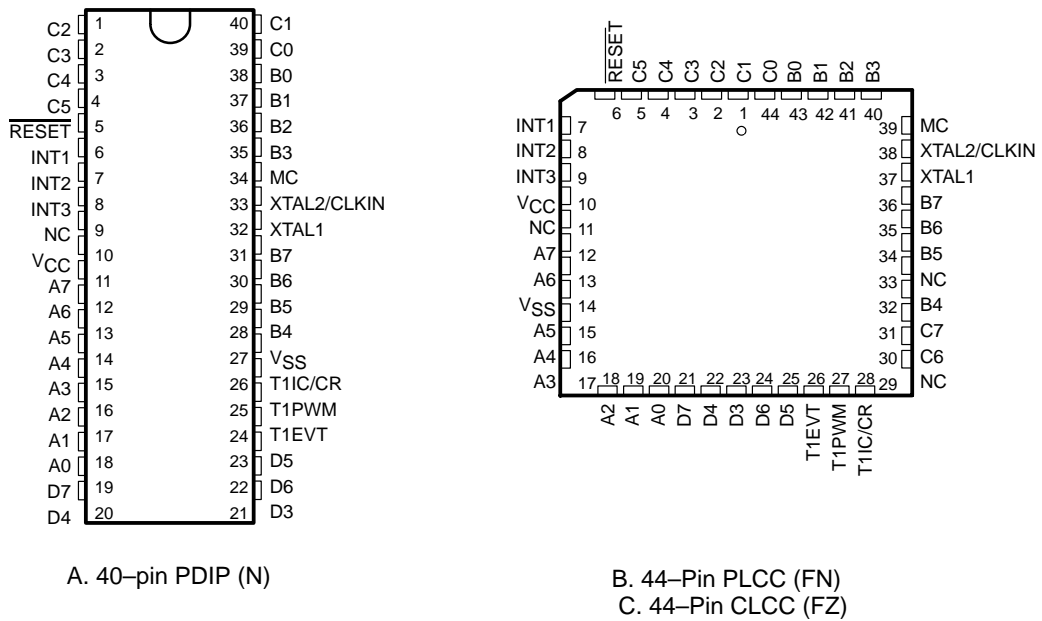 C2 1 40 C1
C3 2 39 C0
C4 3 38 B0
C5 4 37 B1
RESET 5 36 B2
INT1 6 35 B3
INT2 7 34 MC
INT3 8 33 XTAL2/CLKIN
NC 9 32 XTAL1
VCC 10 31 B7
A7 11 30 B6
A6 12 29 B5
A5 13 28 B4
A4 14 27 VSS
A3 15 26 T1IC/CR
A2 16 25 T1PWM
A1 17 24 T1EVT
A0 18 23 D5
D7 19 22 D6
D4 20 21 D3
A. 40–pin PDIP (N)
RESET C5 C4 C3 C2 C1 C0 B0 B1 B2 B3
6 5 4 3 2 1 44 43 42 41 40
INT1 7 39 MC
INT2 8 38 XTAL2/CLKIN
INT3 9 37 XTAL1
VCC 10 36 B7
NC 11 35 B6
A7 12 34 B5
A6 13 33 NC
VSS 14 32 B4
A5 15 31 C7
A4 16 30 C6
A3 17 29 NC
18 19 20 21 22 23 24 25 26 27 28
A2 A1 A0 D7 D4 D3 D6 D5 T1EVT T1PWM T1IC/CR
B. 44–Pin PLCC (FN)
C. 44–Pin CLCC (FZ)